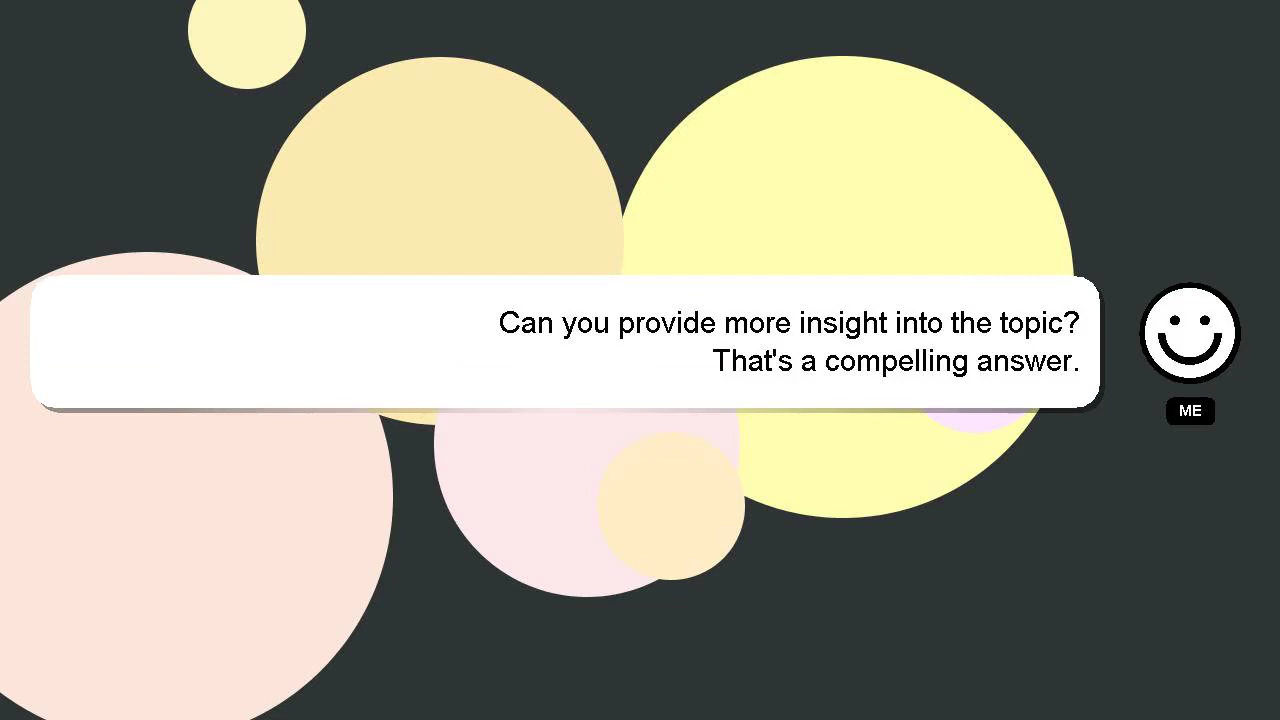 Can you provide more insight into the topic?
That's a compelling answer.
ME